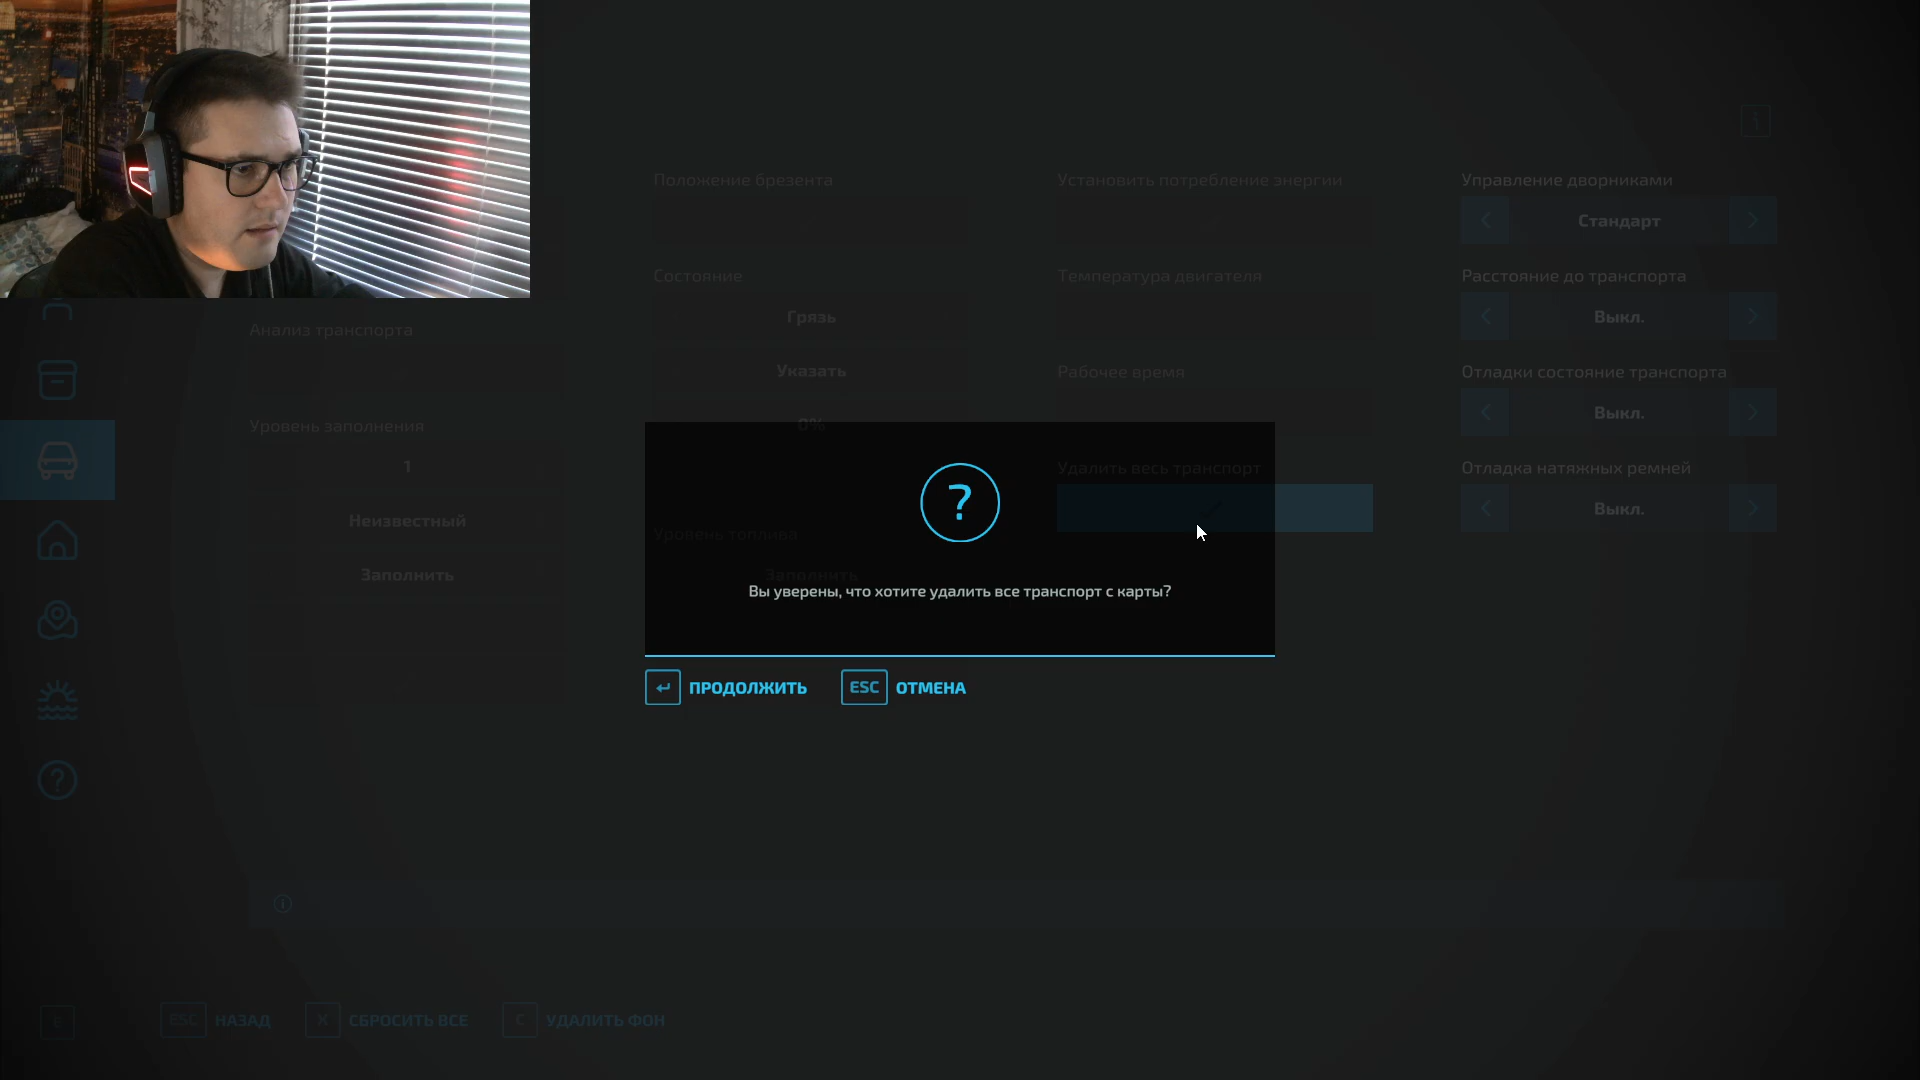 Положение брезента
Установить потребление энергии
Управление дворниками
Стандарт
Состояние
Температура двигателя
Расстояние до транспорта
Грязь
Выкл.
Анализ транспорта
Указать
Рабочее время
Отладки состояние транспорта
0%
Выкл.
Уровень заполнения
1
Удалить весь транспорт
Отладка натяжных ремней
Неизвестный
Выкл.
Уровень топлива
Заполнить
Заполнить
?
Вы уверены, что хотите удалить все транспорт с карты?
ПРОДОЛЖИТЬ
ESC ОТМЕНА
ESC НАЗАД
X СБРОСИТЬ ВСЕ
C УДАЛИТЬ ФОН